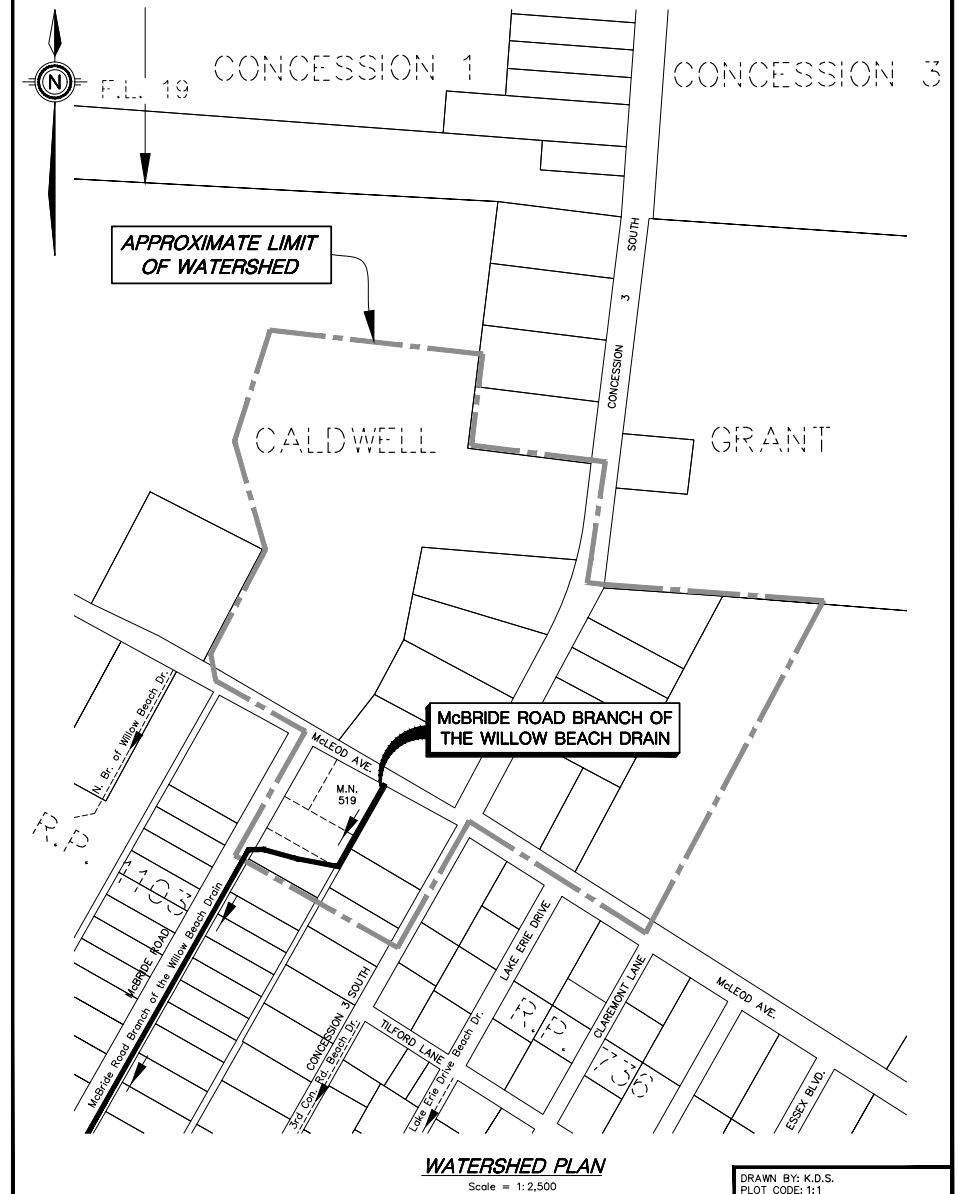 CONCESSION 1
CONCESSION 3
N
F.L. 19
APPROXIMATE LIMIT
OF WATERSHED
SOUTH
3
CONCESSION
CALDWELL
GRANT
McBRIDE ROAD BRANCH OF
THE WILLOW BEACH DRAIN
N. Br. of Willow Beach Dr.
McLEOD AVE.
M.N.
519
R.P.
1103
McBRIDE ROAD
McBride Road Branch of the Willow Beach Drain
CONCESSION 3 SOUTH
3rd Con. Rd. Beach Dr.
TILFORD LANE
Lake Erie Drive Beach Dr.
LAKE ERIE DRIVE
R.P.
736
CLAREMONT LANE
McLEOD AVE.
ESSEX BLVD.
WATERSHED PLAN
Scale = 1:2,500
DRAWN BY: K.D.S.
PLOT CODE: 1:1